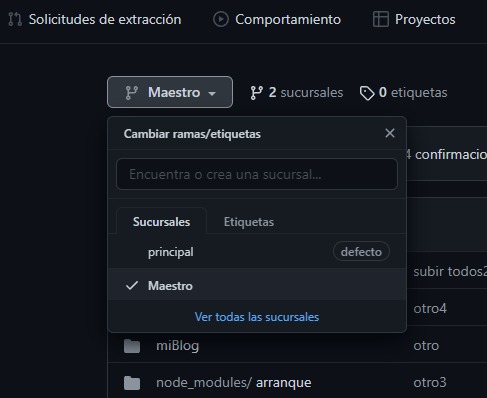 Solicitudes de extracción Comportamiento Proyectos
Maestro 2 sucursales 0 etiquetas
Cambiar ramas/etiquetas
4 confirmacio
Encuentra o crea una sucursal...
Sucursales Etiquetas
principal defecto
subir todos2
Maestro
otro4
Ver todas las sucursales
miBlog otro
node_modules/ arranque otro3